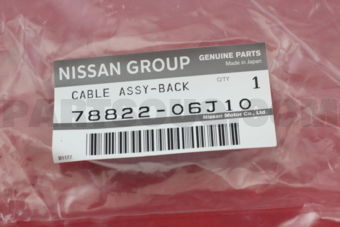 NISSAN GROUP
GENUINE PARTS
Made in Japan
CABLE ASSY-BACK
QTY
1
78822-06J10
Nissan Motor Co., Ltd.